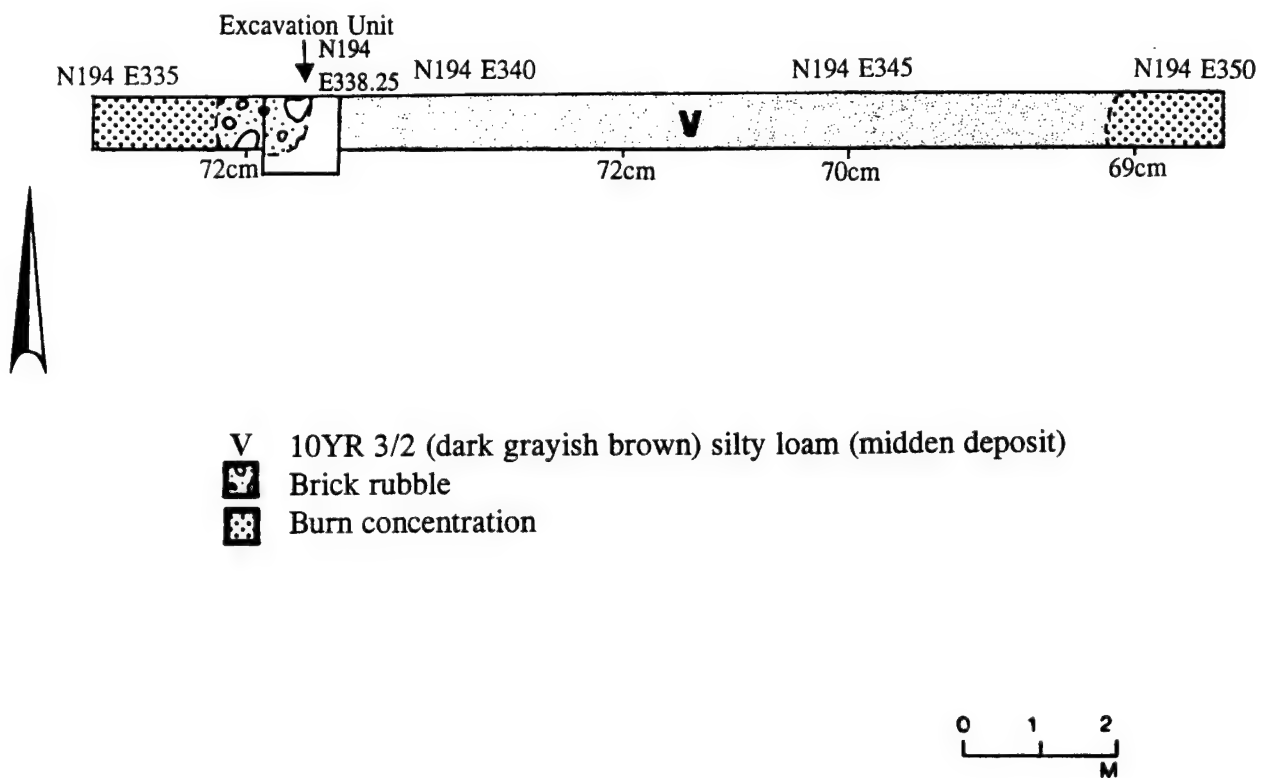 Excavation Unit
N194
E338.25
N194 E335
N194 E340
N194 E345
N194 E350
V
72cm
72cm
70cm
69cm
V 10YR 3/2 (dark grayish brown) silty loam (midden deposit)
Brick rubble
Burn concentration
0 1 2
M